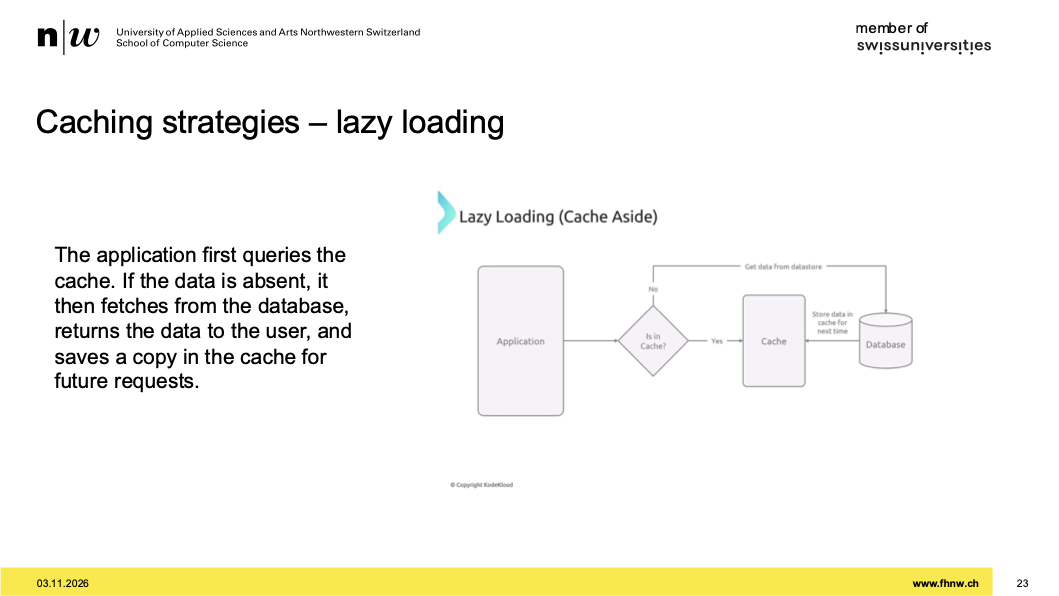 n w
University of Applied Sciences and Arts Northwestern Switzerland
School of Computer Science
member of
swissuniversities
Caching strategies – lazy loading
The application first queries the
cache. If the data is absent, it
then fetches from the database,
returns the data to the user, and
saves a copy in the cache for
future requests.
Lazy Loading (Cache Aside)
Get data from datastore
No
Application
Is in
Cache?
Yes
Cache
Store data in
cache for
next time
Database
© Copyright KodeKloud
03.11.2026
www.fhnw.ch
23